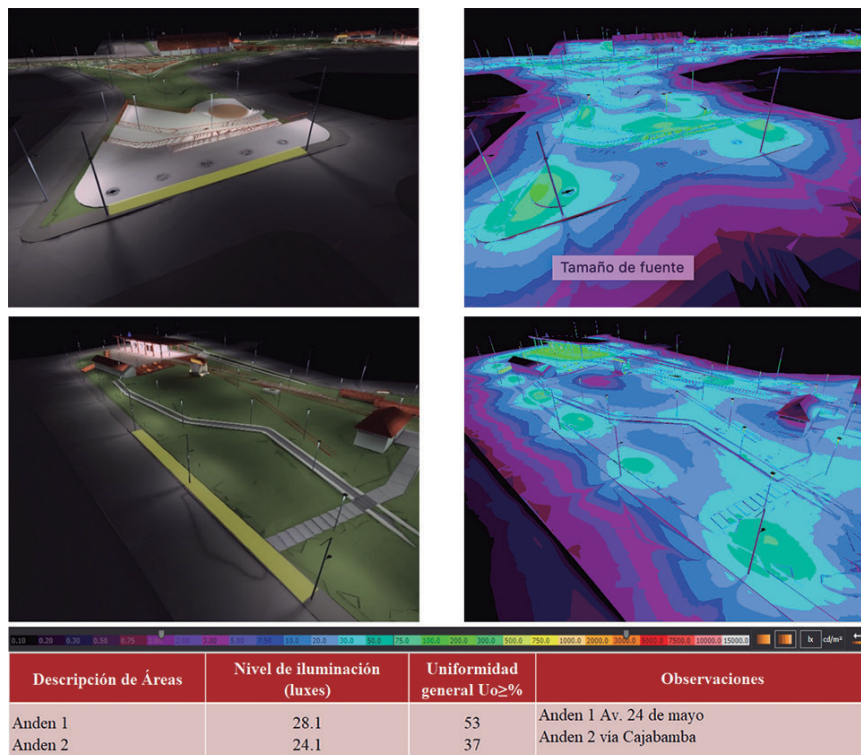 Tamaño de fuente
0.10 0.20 0.30 0.50 0.75 1.00 2.00 3.00 5.00 7.50 10.0 20.0 30.0 50.0 75.0 100.0 200.0 300.0 500.0 750.0 1000.0 2000.0 3000.0 5000.0 7500.0 10000.0 15000.0 lx cd/m²
Descripción de Áreas Nivel de iluminación (luxes) Uniformidad general Uo≥% Observaciones
Anden 1 28.1 53 Anden 1 Av. 24 de mayo
Anden 2 24.1 37 Anden 2 vía Cajabamba